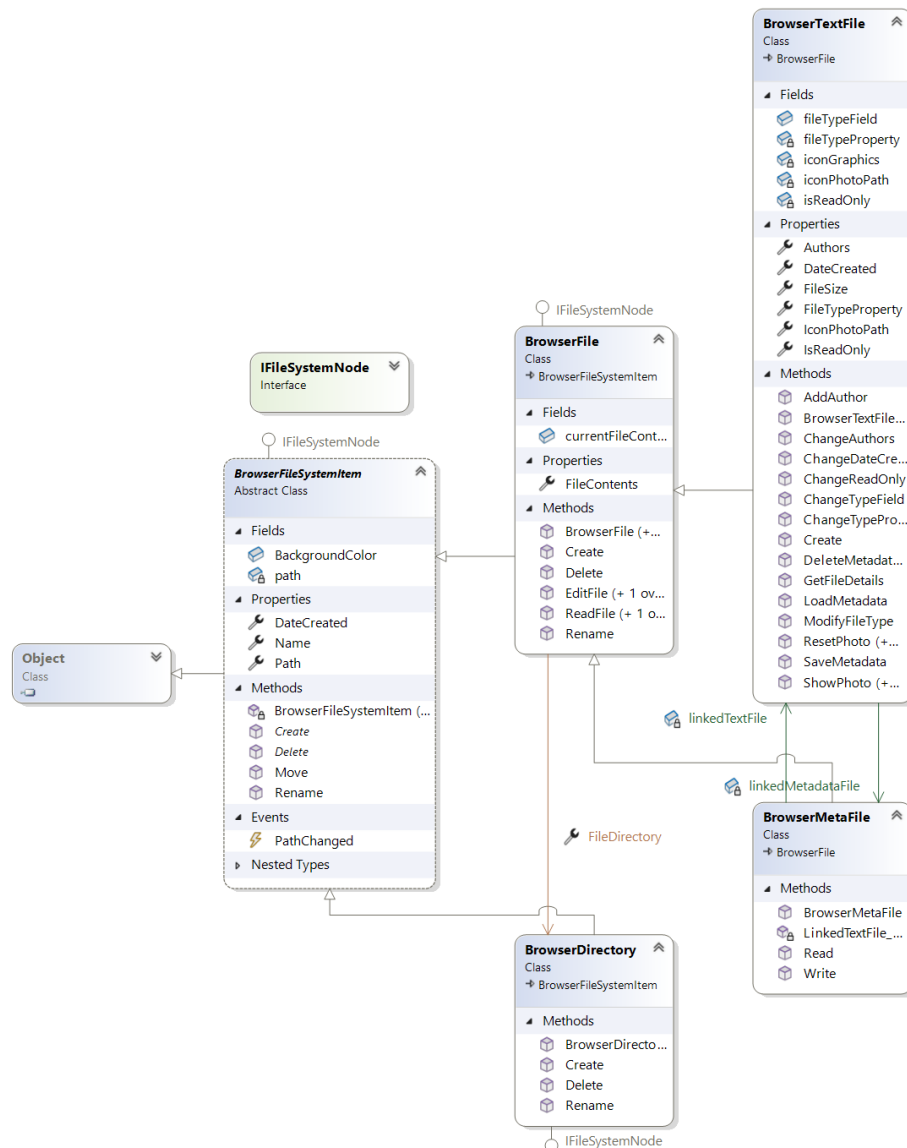 BrowserTextFile
Class
BrowserFile
Fields
fileTypeField
fileTypeProperty
iconGraphics
iconPhotoPath
isReadOnly
Properties
Authors
DateCreated
FileSize
FileTypeProperty
IconPhotoPath
IsReadOnly
Methods
AddAuthor
BrowserTextFile...
ChangeAuthors
ChangeDateCre...
ChangeReadOnly
ChangeTypeField
ChangeTypePro...
Create
DeleteMetadat...
GetFileDetails
LoadMetadata
ModifyFileType
ResetPhoto (+...
SaveMetadata
ShowPhoto (+...
IFileSystemNode
BrowserFile
Class
BrowserFileSystemItem
Fields
currentFileCont...
Properties
FileContents
Methods
BrowserFile (+...
Create
Delete
EditFile (+ 1 ov...
ReadFile (+ 1 o...
Rename
IFileSystemNode
Interface
IFileSystemNode
BrowserFileSystemItem
Abstract Class
Fields
BackgroundColor
path
Properties
DateCreated
Name
Path
Methods
BrowserFileSystemItem (...
Create
Delete
Move
Rename
Events
PathChanged
Nested Types
Object
Class
linkedTextFile
linkedMetadataFile
FileDirectory
BrowserMetaFile
Class
BrowserFile
Methods
BrowserMetaFile
LinkedTextFile_...
Read
Write
BrowserDirectory
Class
BrowserFileSystemItem
Methods
BrowserDirecto...
Create
Delete
Rename
IFileSystemNode